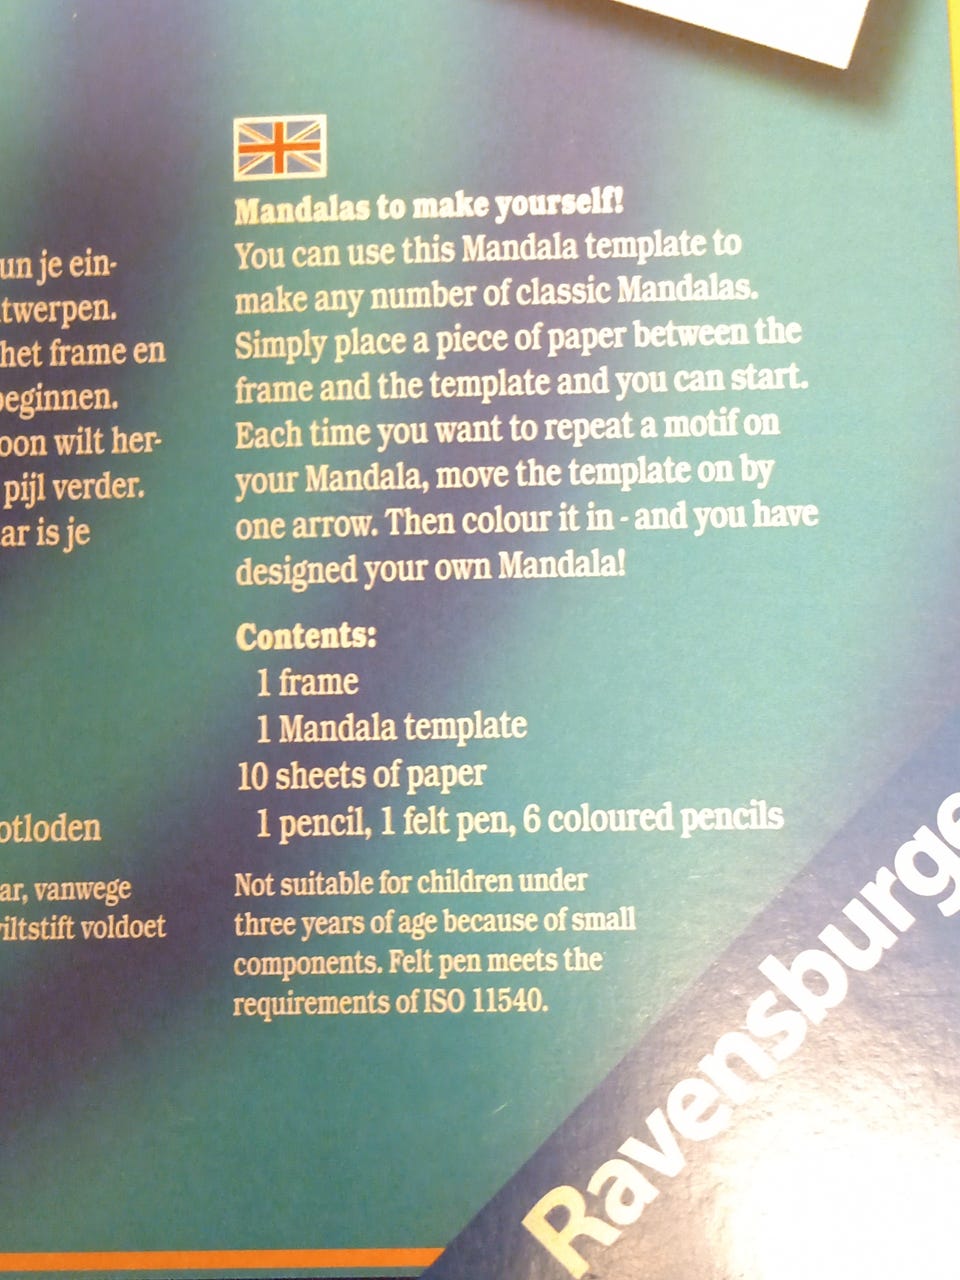 un je ein-
twerpen.
het frame en
beginnen.
oon wilt her-
pijl verder.
ar is je
otloden
ar, vanwege
iltstift voldoet
Mandalas to make yourself!
You can use this Mandala template to
make any number of classic Mandalas.
Simply place a piece of paper between the
frame and the template and you can start.
Each time you want to repeat a motif on
your Mandala, move the template on by
one arrow. Then colour it in - and you have
designed your own Mandala!
Contents:
1 frame
1 Mandala template
10 sheets of paper
1 pencil, 1 felt pen, 6 coloured pencils
Not suitable for children under
three years of age because of small
components. Felt pen meets the
requirements of ISO 11540.
Ravensburge